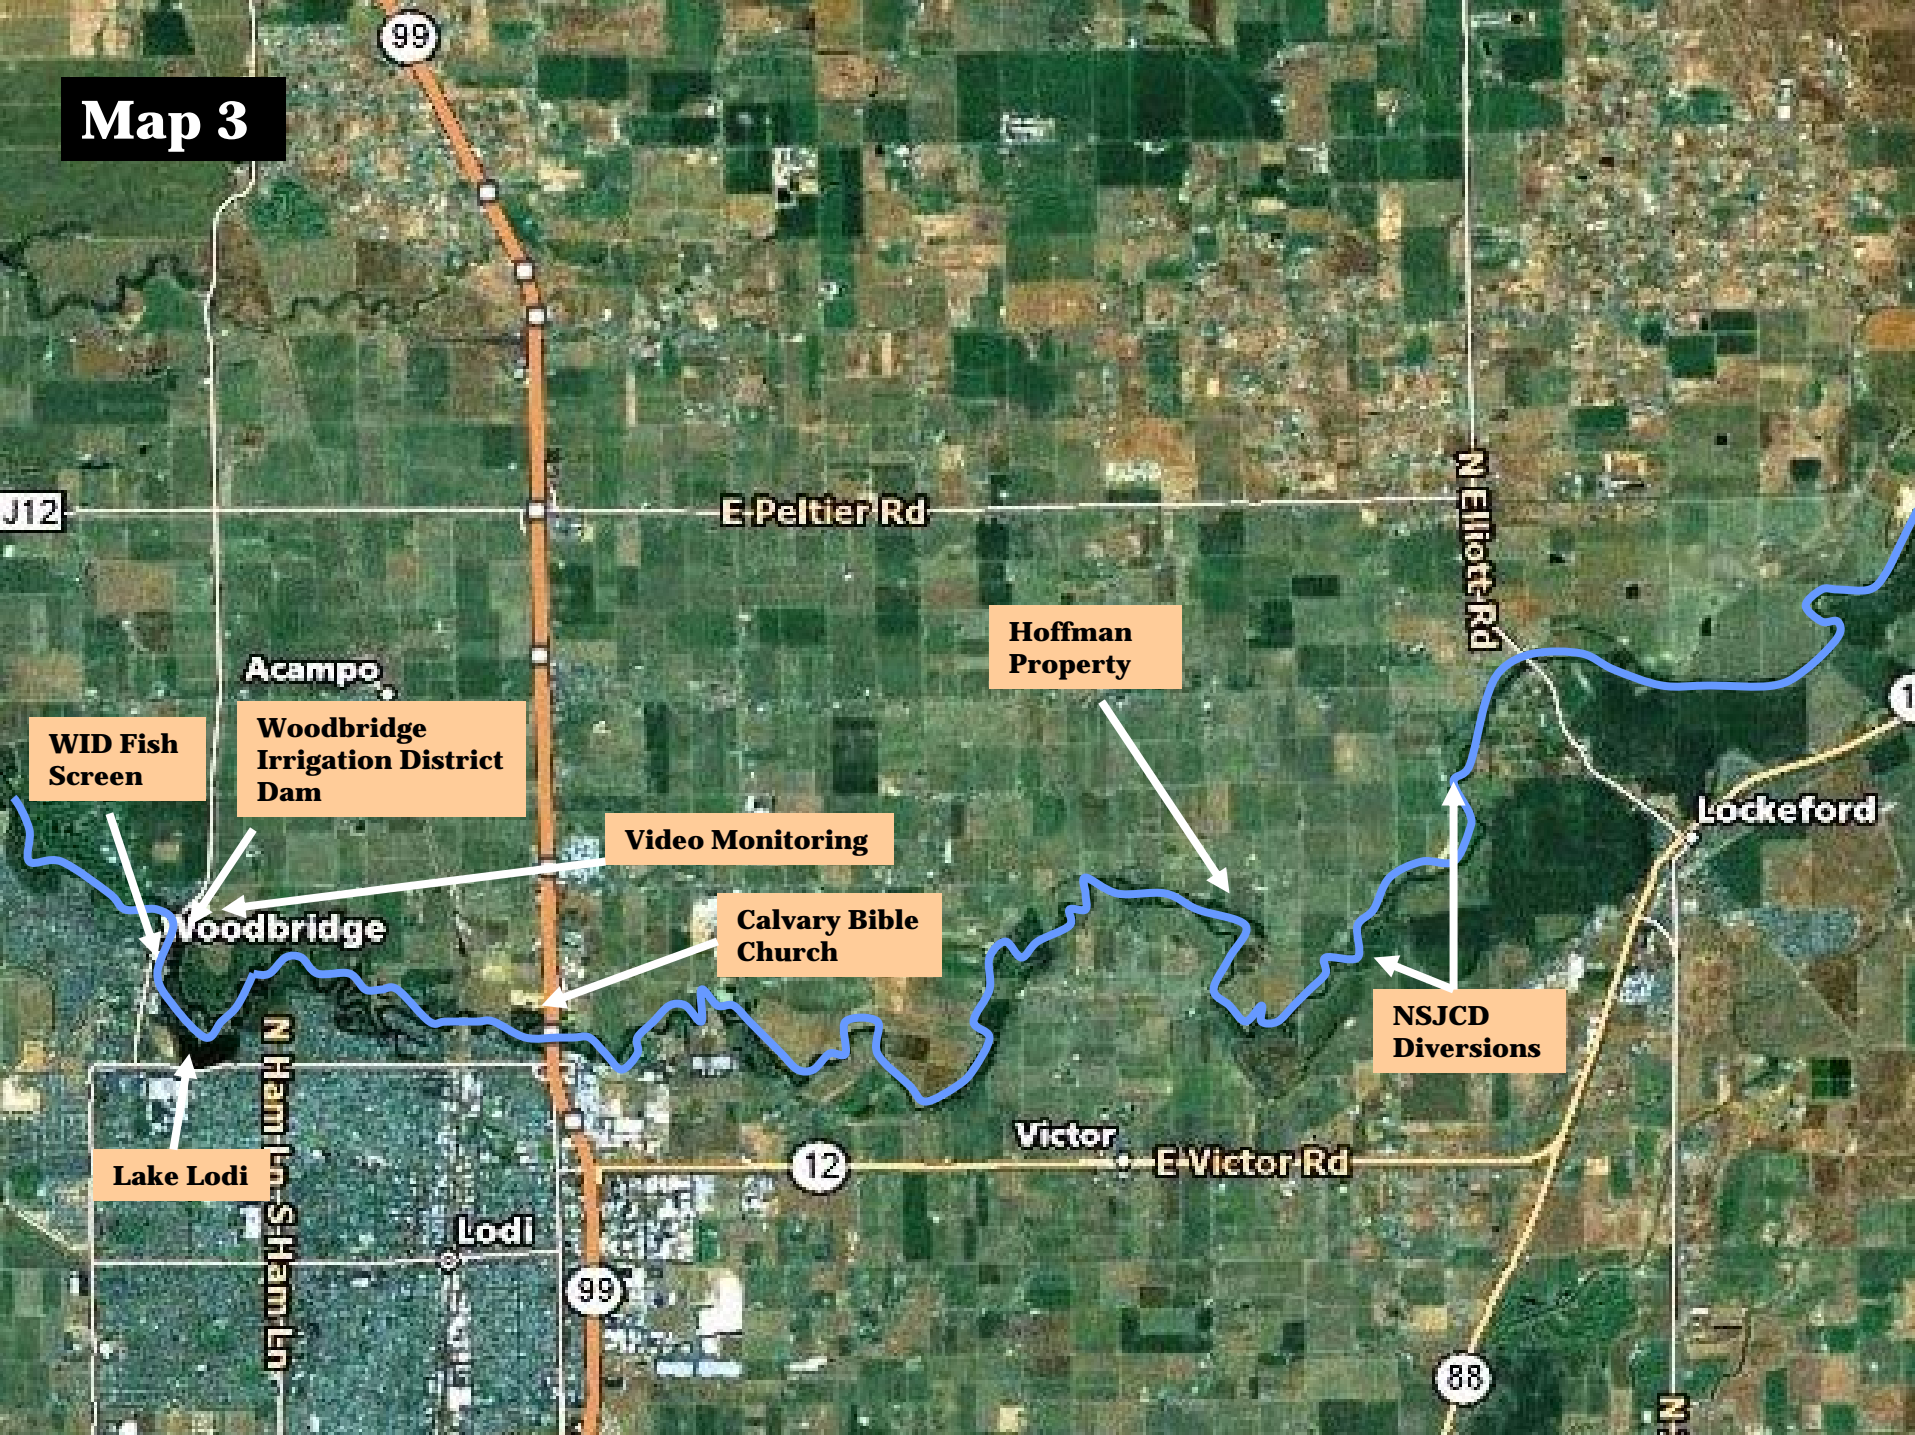 99
Map 3
N Elliott Rd
J12
E Peltier Rd
Hoffman
Property
Acampo
1
Woodbridge
Irrigation District
Dam
WID Fish
Screen
Lockeford
Video Monitoring
Calvary Bible
Church
Woodbridge
NSJCD
Diversions
N Ham Ln
Victor
12
E Victor Rd
Lake Lodi
S Ham Ln
Lodi
99
88
N